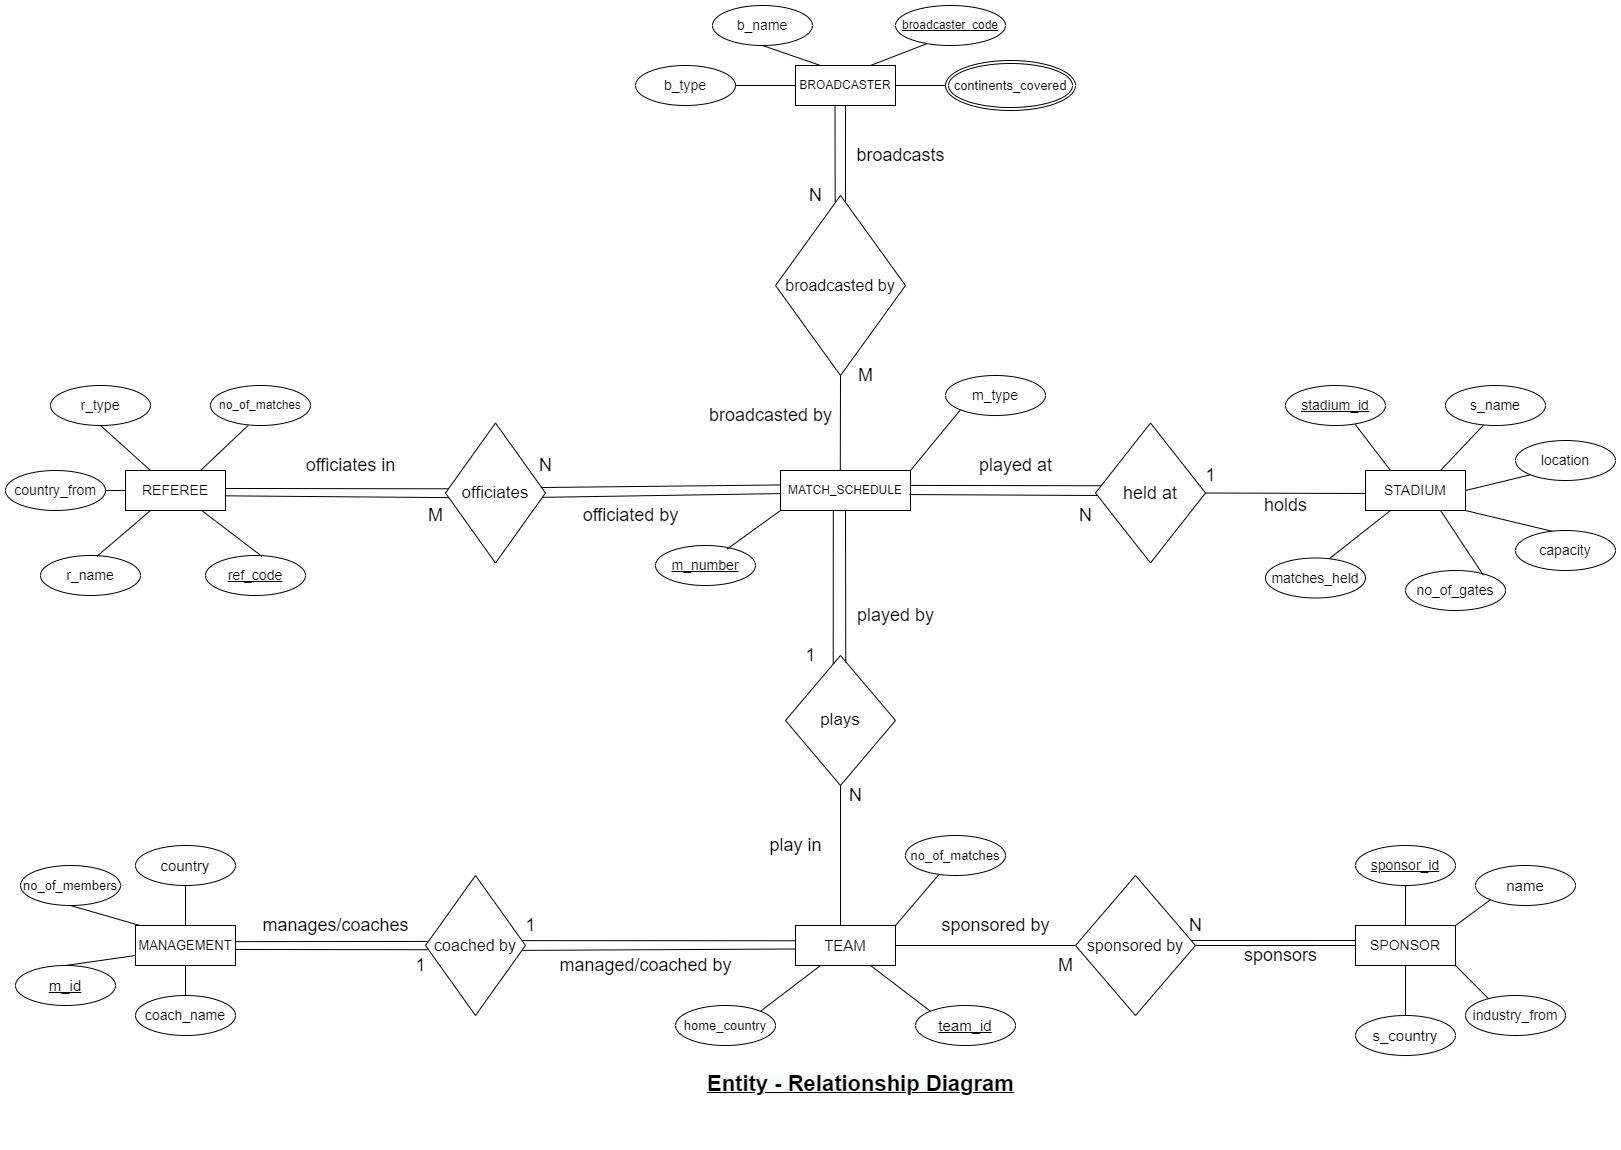 b_name
broadcaster_code
b_type
BROADCASTER
continents_covered
broadcasts
N
broadcasted by
M
broadcasted by
m_type
r_type
no_of_matches
stadium_id
s_name
country_from
REFEREE
officiates in
M
officiates
N
officiated by
MATCH_SCHEDULE
played at
N
held at
1
holds
STADIUM
location
capacity
r_name
ref_code
m_number
matches_held
no_of_gates
played by
1
plays
N
play in
no_of_matches
country
no_of_members
sponsor_id
name
MANAGEMENT
manages/coaches
1
coached by
1
managed/coached by
TEAM
sponsored by
M
sponsored by
N
sponsors
SPONSOR
m_id
coach_name
home_country
team_id
industry_from
s_country
Entity - Relationship Diagram